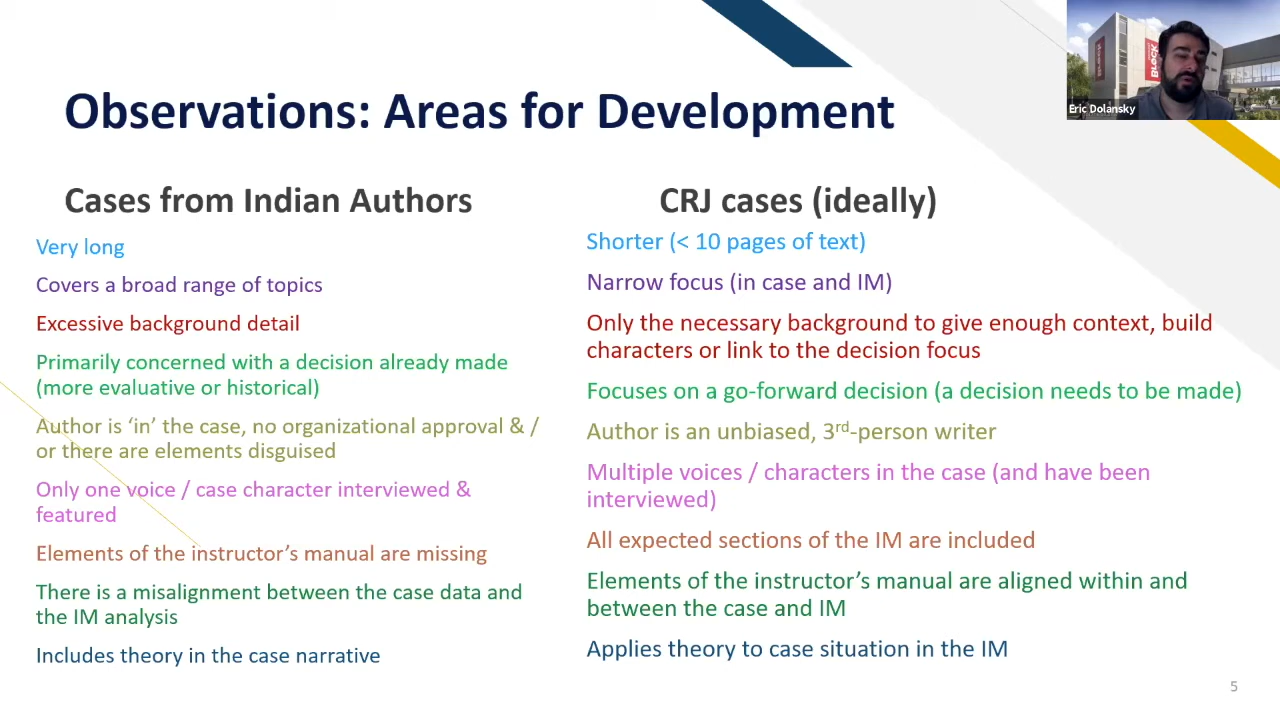 Observations: Areas for Development
Eric Dolansky
BLOCK
Cases from Indian Authors
Very long
Covers a broad range of topics
Excessive background detail
Primarily concerned with a decision already made
(more evaluative or historical)
Author is ‘in’ the case, no organizational approval & /
or there are elements disguised
Only one voice / case character interviewed &
featured
Elements of the instructor’s manual are missing
There is a misalignment between the case data and
the IM analysis
Includes theory in the case narrative
CRJ cases (ideally)
Shorter (< 10 pages of text)
Narrow focus (in case and IM)
Only the necessary background to give enough context, build
characters or link to the decision focus
Focuses on a go-forward decision (a decision needs to be made)
Author is an unbiased, 3rd-person writer
Multiple voices / characters in the case (and have been
interviewed)
All expected sections of the IM are included
Elements of the instructor’s manual are aligned within and
between the case and IM
Applies theory to case situation in the IM
5